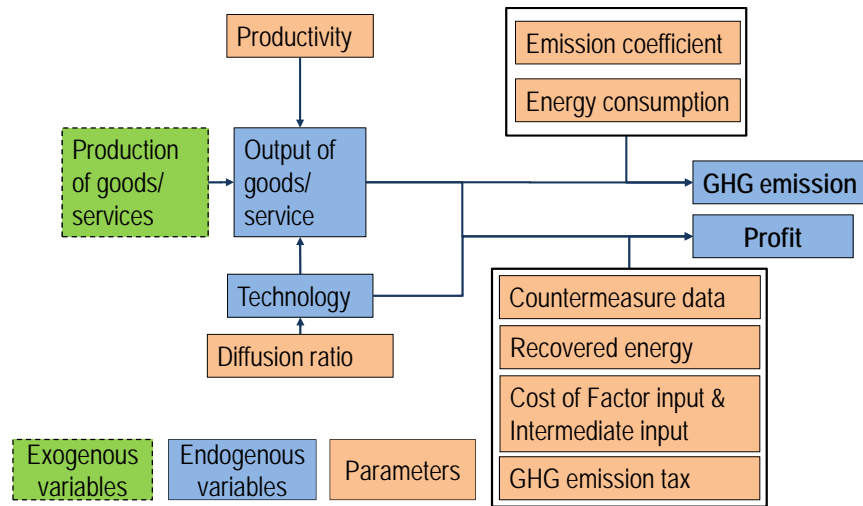 Productivity
Emission coefficient
Energy consumption
Production
of goods/
services
Output of
goods/
service
GHG emission
Profit
Technology
Diffusion ratio
Countermeasure data
Recovered energy
Cost of Factor input &
Intermediate input
GHG emission tax
Exogenous
variables
Endogenous
variables
Parameters